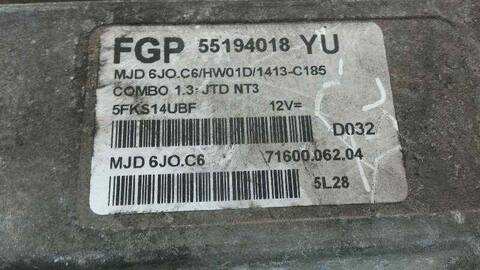 FGP 55194018 YU
MJD 6JO.C6/HW01D/1413-C185
COMBO 1.3: JTD NT3
5FKS14UBF 12V=
D032
MJD 6JO.C6 71600.062.04
5L28